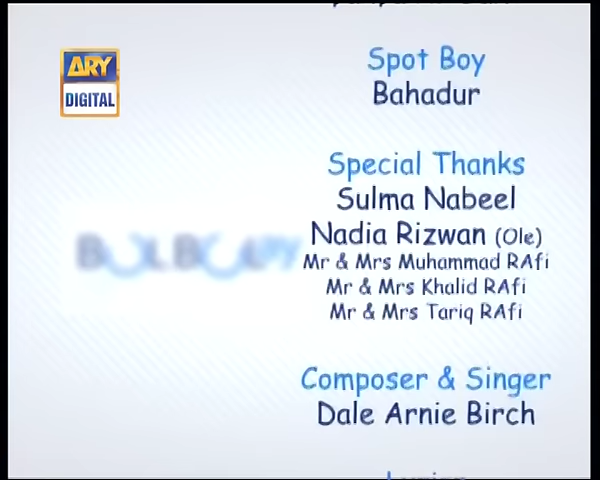 ARY
DIGITAL
Spot Boy
Bahadur
Special Thanks
Sulma Nabeel
Nadia Rizwan (Ole)
Mr & Mrs Muhammad RAfi
Mr & Mrs Khalid RAfi
Mr & Mrs Tariq RAfi
Composer & Singer
Dale Arnie Birch